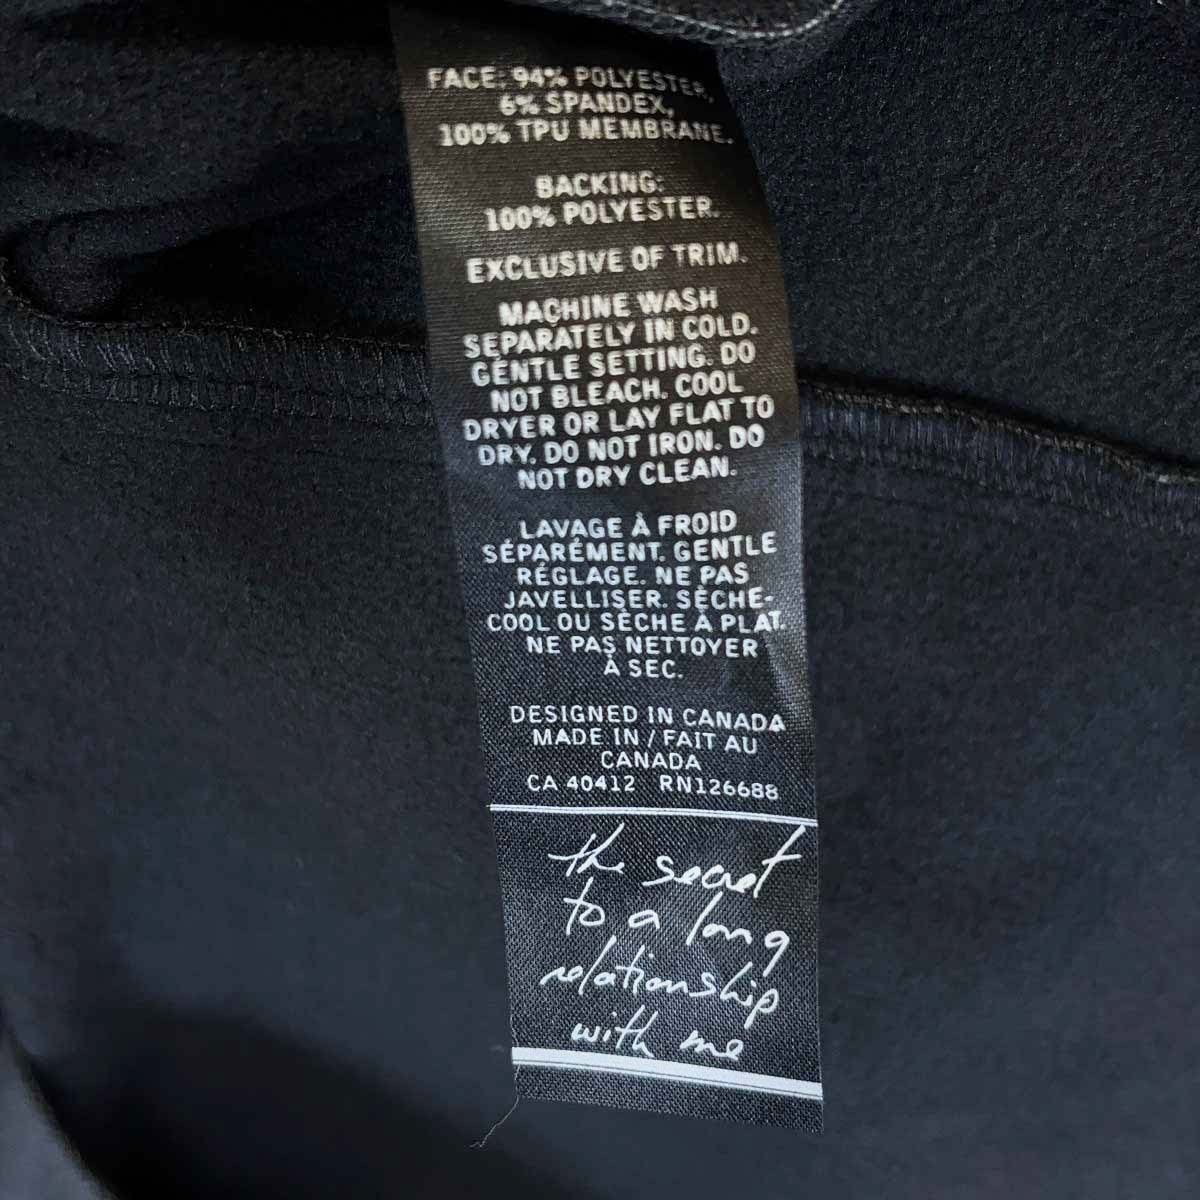 FACE: 94% POLYESTER,
6% SPANDEX,
100% TPU MEMBRANE.
BACKING:
100% POLYESTER.
EXCLUSIVE OF TRIM.
MACHINE WASH
SEPARATELY IN COLD.
GENTLE SETTING. DO
NOT BLEACH. COOL
DRYER OR LAY FLAT TO
DRY. DO NOT IRON. DO
NOT DRY CLEAN.
LAVAGE À FROID
SÉPARÉMENT. GENTLE
RÉGLAGE. NE PAS
JAVELLISER. SÈCHE-
COOL OU SÈCHE À PLAT.
NE PAS NETTOYER
À SEC.
DESIGNED IN CANADA
MADE IN / FAIT AU
CANADA
CA 40412 RN126688
the secret
to a long
relationship
with me